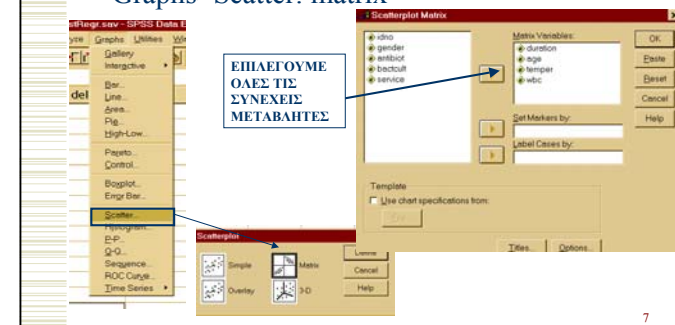 Graphs Scatter: matrix
stRegr.sav - SPSS Data E
Graphs Utilities
Gallery
Interactive
Bar...
Line...
Area...
Pie...
High-Low...
Pareto...
Control...
Boxplot...
Error Bar...
Scatter...
Histogram...
P-P...
Q-Q...
Sequence...
ROC Curve...
Time Series
del
ΕΠΙΛΕΓΟΥΜΕ
ΟΛΕΣ ΤΙΣ
ΣΥΝΕΧΕΙΣ
ΜΕΤΑΒΛΗΤΕΣ
Scatterplot
Simple
Matrix
Overlay
3-D
Define
Cancel
Help
Scatterplot Matrix
idno
gender
antibiot
bactcult
service
Matrix Variables:
duration
age
temper
wbc
Set Markers by:
Label Cases by:
OK
Paste
Reset
Cancel
Help
Template
Use chart specifications from:
Titles...
Options...
7